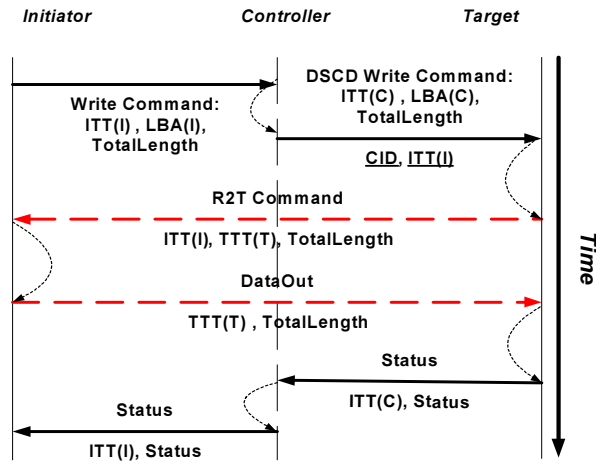 Initiator
Controller
Target
DSCD Write Command:
ITT(C) , LBA(C),
TotalLength
Write Command:
ITT(I) , LBA(I),
TotalLength
CID, ITT(I)
R2T Command
ITT(I), TTT(T), TotalLength
Time
DataOut
TTT(T) , TotalLength
Status
ITT(C), Status
Status
ITT(I), Status